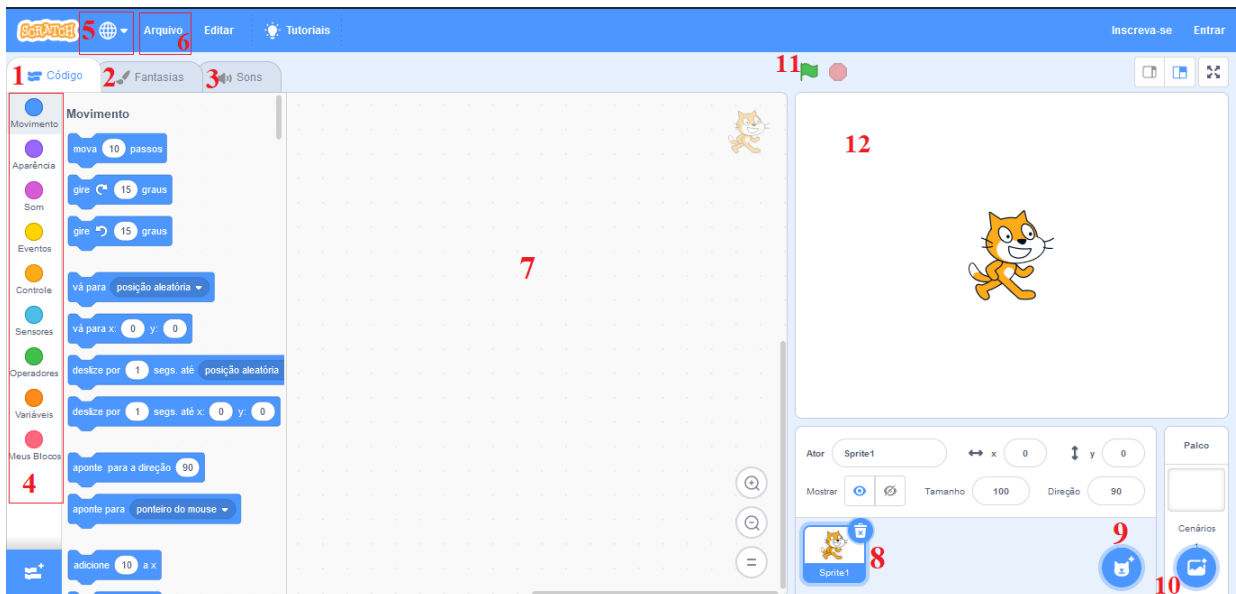 SCRATCH 5 Arquivo 6 Editar Tutoriais Inscreva-se Entrar
1 Código 2 Fantasias 3 Sons 11
Movimento
Aparência
Som
Eventos
Controle
Sensores
Operadores
Variáveis
Meus Blocos
4
Movimento
mova 10 passos
gire 15 graus
gire 15 graus
vá para posição aleatória
vá para x: 0 y: 0
deslize por 1 segs. até posição aleatória
deslize por 1 segs. até x: 0 y: 0
aponte para a direção 90
aponte para ponteiro do mouse
adicione 10 a x
7
=
12
Ator Sprite1 x 0 y 0
Mostrar Tamanho 100 Direção 90
Sprite1 8
9
Palco
Cenários
1
10